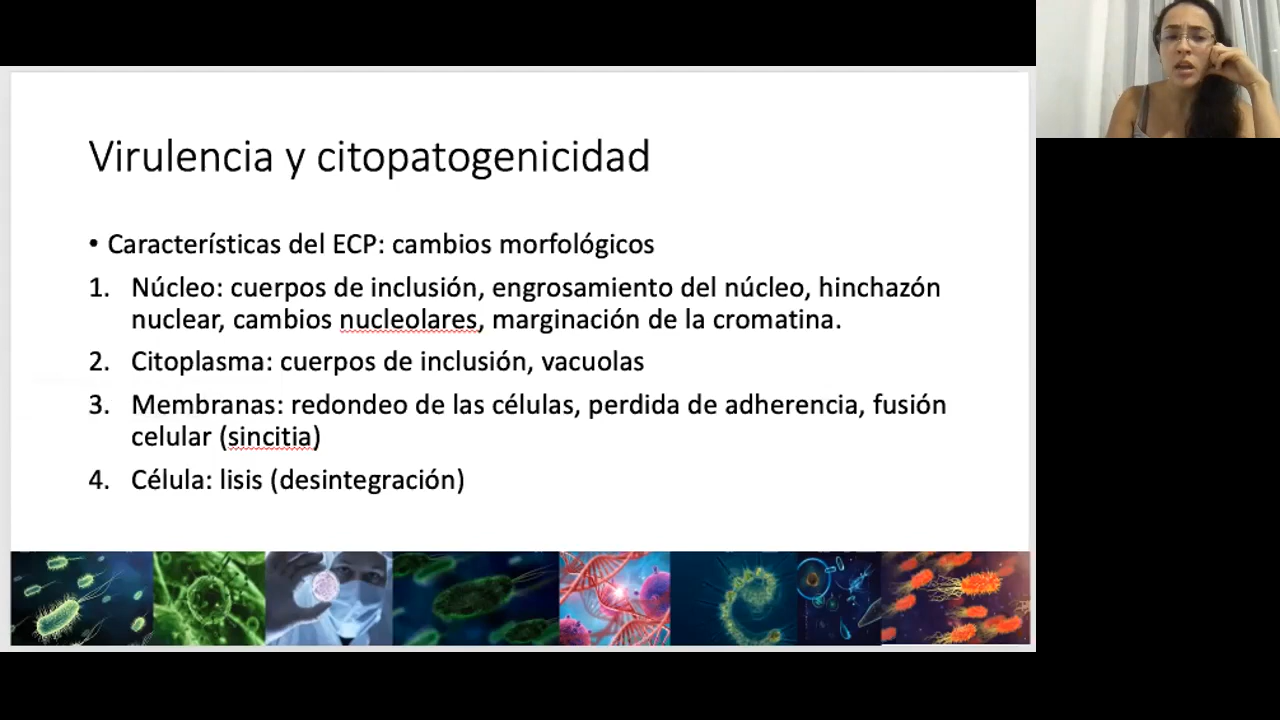 Virulencia y citopatogenicidad
• Características del ECP: cambios morfológicos
1. Núcleo: cuerpos de inclusión, engrosamiento del núcleo, hinchazón
nuclear, cambios nucleolares, marginación de la cromatina.
2. Citoplasma: cuerpos de inclusión, vacuolas
3. Membranas: redondeo de las células, perdida de adherencia, fusión
celular (sincitia)
4. Célula: lisis (desintegración)